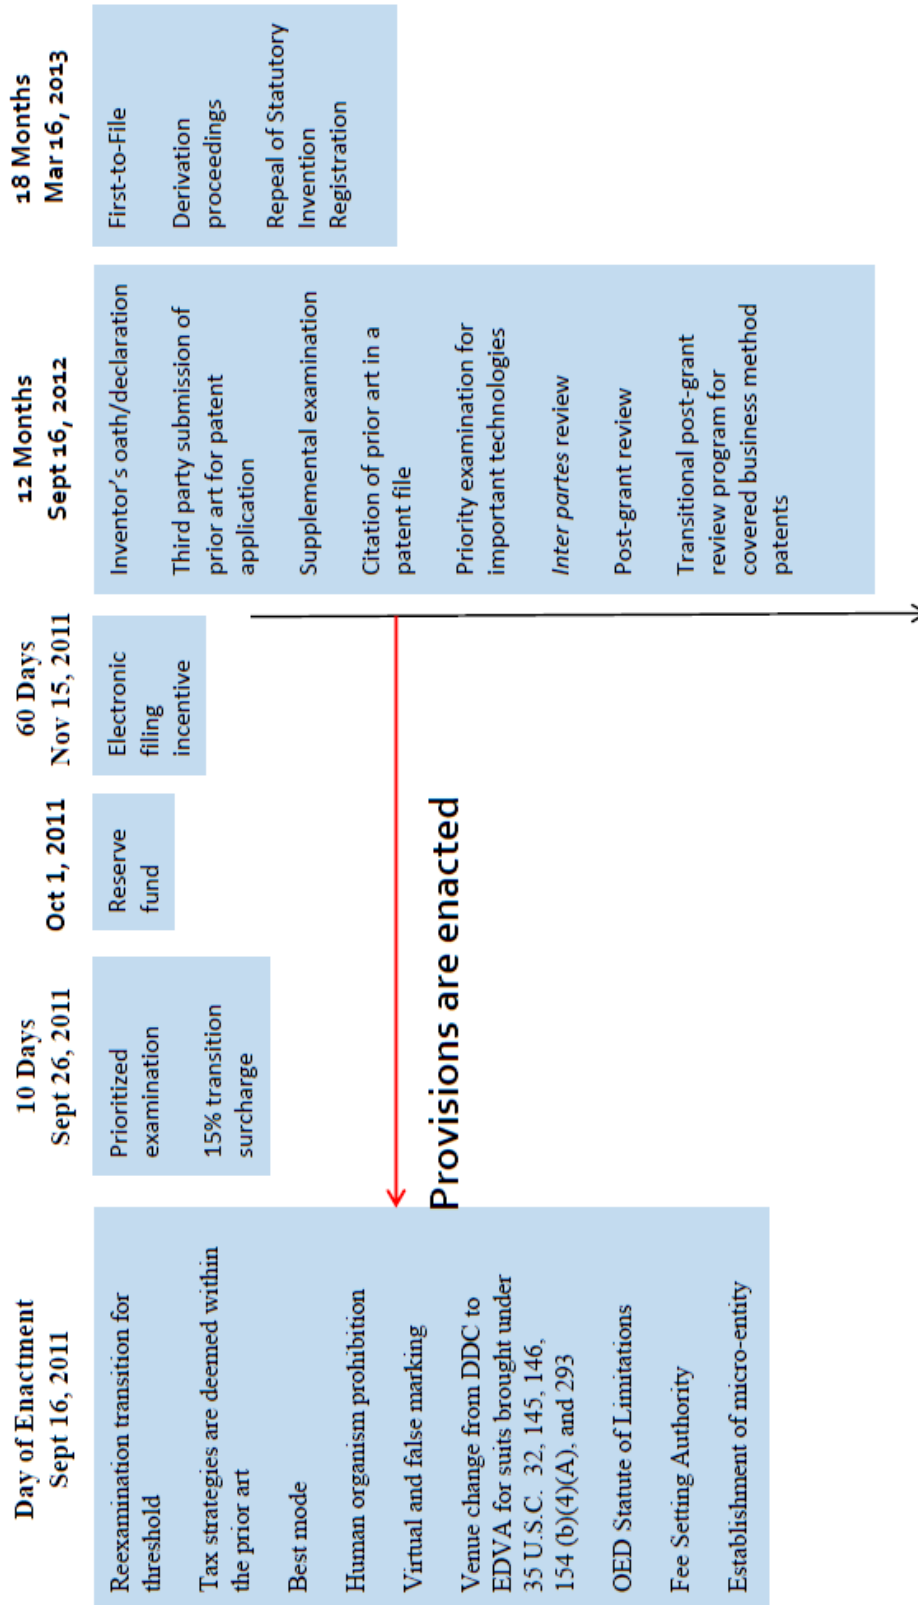 Day of Enactment
Sept 16, 2011
Reexamination transition for
threshold
Tax strategies are deemed within
the prior art
Best mode
Human organism prohibition
Virtual and false marking
Venue change from DDC to
EDVA for suits brought under
35 U.S.C.  32, 145, 146,
154 (b)(4)(A), and 293
OED Statute of Limitations
Fee Setting Authority
Establishment of micro-entity
10 Days
Sept 26, 2011
Prioritized
examination
15% transition
surcharge
Oct 1, 2011
Reserve
fund
60 Days
Nov 15, 2011
Electronic
filing
incentive
12 Months
Sept 16, 2012
Inventor’s oath/declaration
Third party submission of
prior art for patent
application
Supplemental examination
Citation of prior art in a
patent file
Priority examination for
important technologies
Inter partes review
Post-grant review
Transitional post-grant
review program for
covered business method
patents
18 Months
Mar 16, 2013
First-to-File
Derivation
proceedings
Repeal of Statutory
Invention
Registration
Provisions are enacted